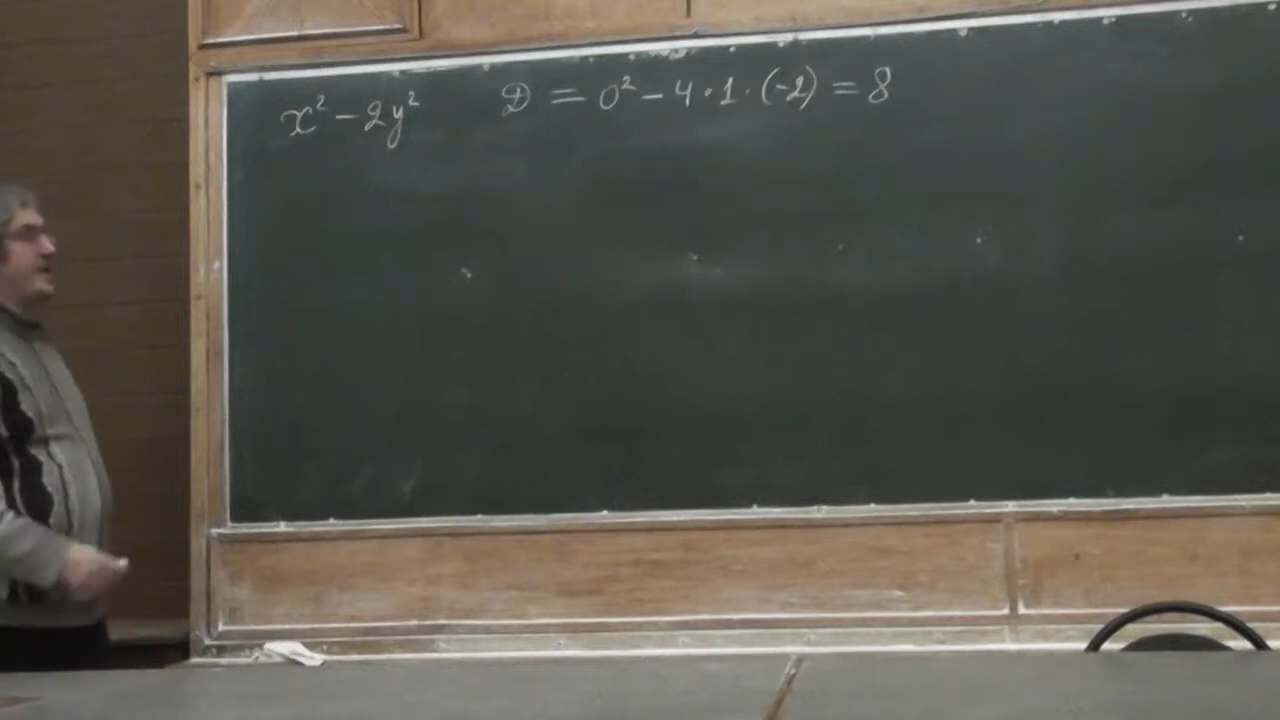 x² − 2y² D = 0² − 4 · 1 · (−2) = 8